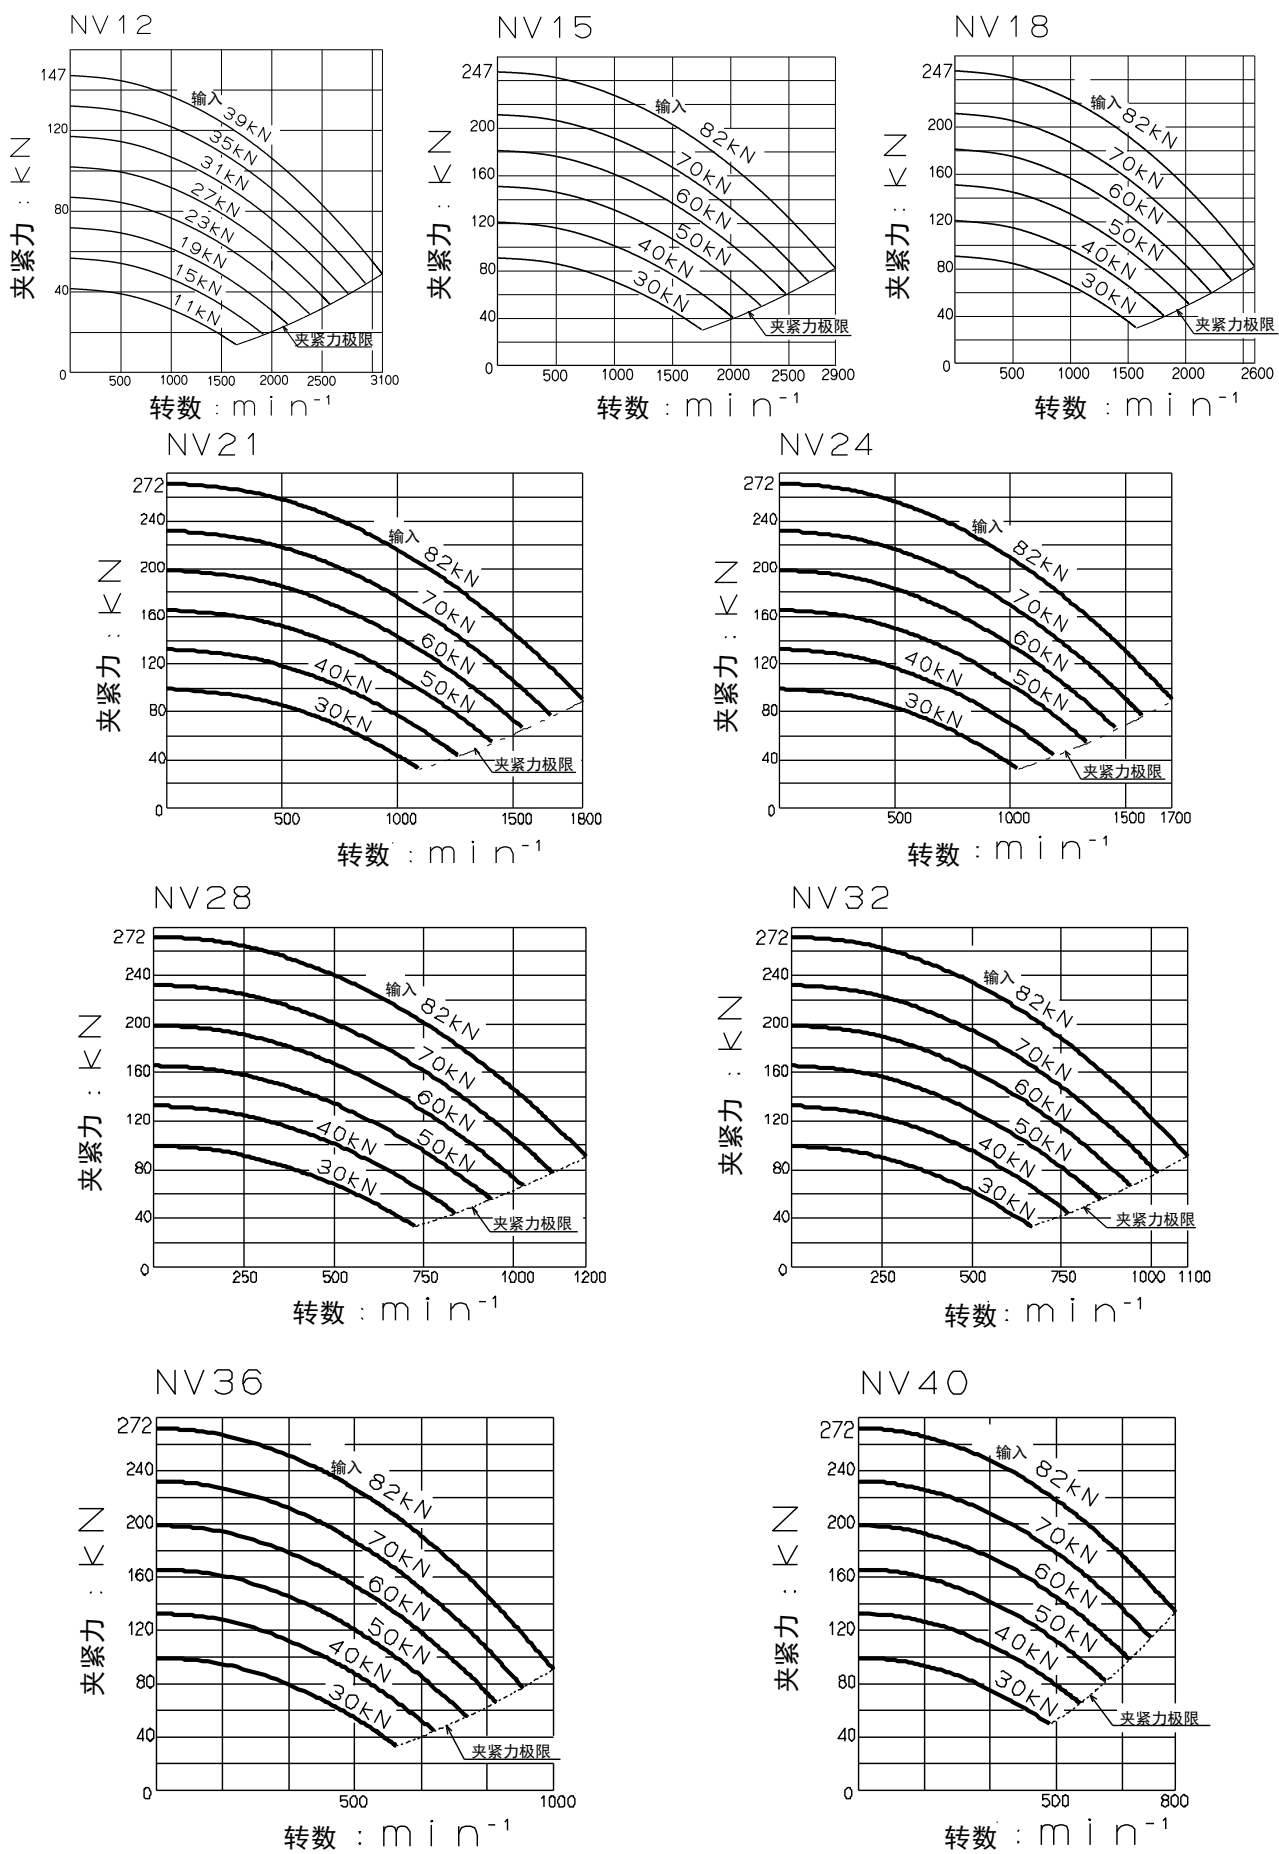 NV12
147
120
80
40
0
夹紧力 : KN
输入
39kN
35kN
31kN
27kN
23kN
19kN
15kN
11kN
夹紧力极限
500 1000 1500 2000 2500 3100
转数 : min⁻¹
NV15
247
200
160
120
80
40
0
夹紧力 : KN
输入
82kN
70kN
60kN
50kN
40kN
30kN
夹紧力极限
500 1000 1500 2000 2500 2900
转数 : min⁻¹
NV18
247
200
160
120
80
40
0
夹紧力 : KN
输入
82kN
70kN
60kN
50kN
40kN
30kN
夹紧力极限
500 1000 1500 2000 2600
转数 : min⁻¹
NV21
272
240
200
160
120
80
40
0
夹紧力 : KN
输入
82kN
70kN
60kN
50kN
40kN
30kN
夹紧力极限
500 1000 1500 1800
转数 : min⁻¹
NV24
272
240
200
160
120
80
40
0
夹紧力 : KN
输入
82kN
70kN
60kN
50kN
40kN
30kN
夹紧力极限
500 1000 1500 1700
转数 : min⁻¹
NV28
272
240
200
160
120
80
40
0
夹紧力 : KN
输入
82kN
70kN
60kN
50kN
40kN
30kN
夹紧力极限
250 500 750 1000 1200
转数 : min⁻¹
NV32
272
240
200
160
120
80
40
0
夹紧力 : KN
输入
82kN
70kN
60kN
50kN
40kN
30kN
夹紧力极限
250 500 750 1000 1100
转数 : min⁻¹
NV36
272
240
200
160
120
80
40
0
夹紧力 : KN
输入
82kN
70kN
60kN
50kN
40kN
30kN
夹紧力极限
500 1000
转数 : min⁻¹
NV40
272
240
200
160
120
80
40
0
夹紧力 : KN
输入
82kN
70kN
60kN
50kN
40kN
30kN
夹紧力极限
500 800
转数 : min⁻¹